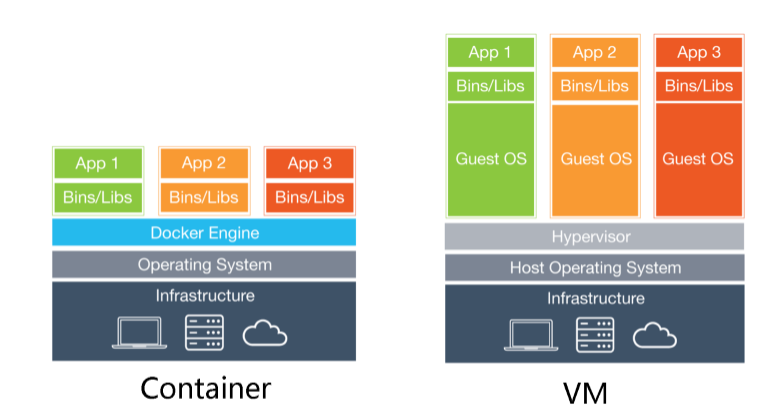 App 1
App 2
App 3
Bins/Libs
Bins/Libs
Bins/Libs
Docker Engine
Operating System
Infrastructure
Container
App 1
App 2
App 3
Bins/Libs
Bins/Libs
Bins/Libs
Guest OS
Guest OS
Guest OS
Hypervisor
Host Operating System
Infrastructure
VM